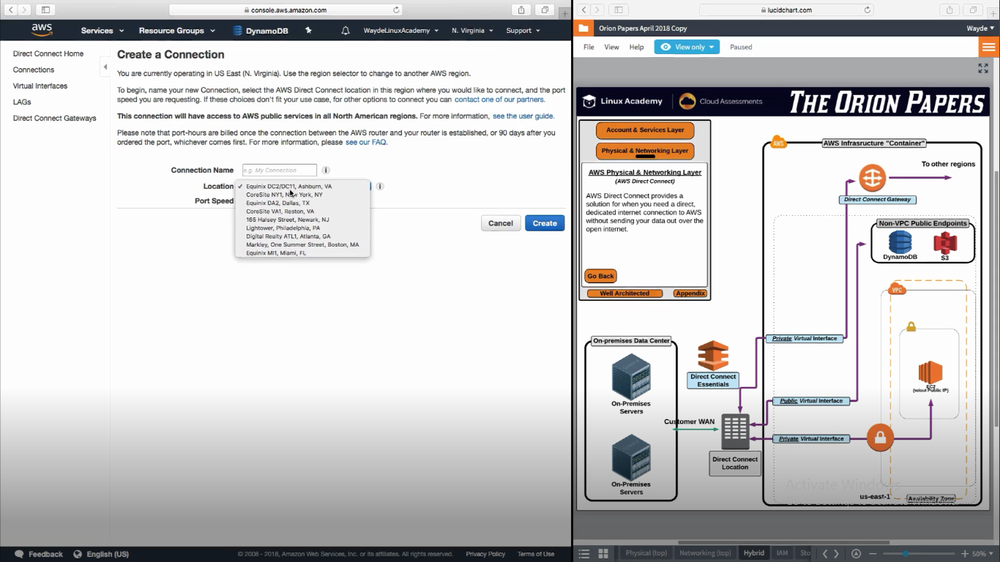 console.aws.amazon.com
aws
Services
Resource Groups
DynamoDB
WaydeLinuxAcademy
N. Virginia
Support
Direct Connect Home
Connections
Virtual Interfaces
LAGs
Direct Connect Gateways
Create a Connection
You are currently operating in US East (N. Virginia). Use the region selector to change to another AWS region.
To begin, name your new Connection, select the AWS Direct Connect location in this region where you would like to connect, and the port
speed you are requesting. If these choices don't fit your use case, for other options to connect you can contact one of our partners.
This connection will have access to AWS public services in all North American regions. For more information, see the user guide.
Please note that port-hours are billed once the connection between the AWS router and your router is established, or 90 days after you
ordered the port, whichever comes first. For more information, please see our FAQ.
Connection Name
e.g. My Connection
Location
Port Speed
✓ Equinix DC2/DC11, Ashburn, VA
CoreSite NY1, New York, NY
Equinix DA2, Dallas, TX
CoreSite VA1, Reston, VA
165 Halsey Street, Newark, NJ
Lightower, Philadelphia, PA
Digital Realty ATL1, Atlanta, GA
Markley, One Summer Street, Boston, MA
Equinix MI1, Miami, FL
Cancel
Create
Feedback
English (US)
© 2008 - 2018, Amazon Web Services, Inc. or its affiliates. All rights reserved.
Privacy Policy
Terms of Use
lucidchart.com
Orion Papers April 2018 Copy
Wayde
File
View
Help
View only
Paused
Linux Academy
Cloud Assessments
THE ORION PAPERS
Account & Services Layer
Physical & Networking Layer
AWS Physical & Networking Layer
(AWS Direct Connect)
AWS Direct Connect provides a
solution for when you need a direct,
dedicated internet connection to AWS
without sending your data out over the
open internet.
Go Back
Well Architected
Appendix
AWS
AWS Infrasructure "Container"
To other regions
Direct Connect Gateway
Non-VPC Public Endpoints
DynamoDB
S3
VPC
Private Virtual Interface
On-premises Data Center
On-Premises
Servers
On-Premises
Servers
Direct Connect
Essentials
Customer WAN
Direct Connect
Location
Public Virtual Interface
Private Virtual Interface
EC2
(w/out Public IP)
Activate Windows
us-east-1
Availability Zone
Physical (top)
Networking (top)
Hybrid
IAM
Sto
50%